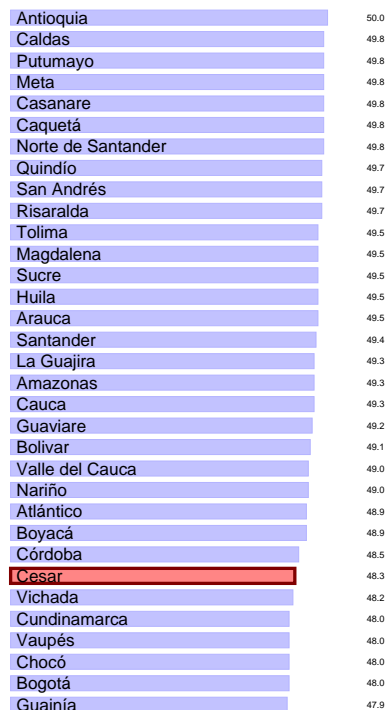 Antioquia 50.0
Caldas 49.8
Putumayo 49.8
Meta 49.8
Casanare 49.8
Caquetá 49.8
Norte de Santander 49.8
Quindío 49.7
San Andrés 49.7
Risaralda 49.7
Tolima 49.5
Magdalena 49.5
Sucre 49.5
Huila 49.5
Arauca 49.5
Santander 49.4
La Guajira 49.3
Amazonas 49.3
Cauca 49.3
Guaviare 49.2
Bolivar 49.1
Valle del Cauca 49.0
Nariño 49.0
Atlántico 48.9
Boyacá 48.9
Córdoba 48.5
Cesar 48.3
Vichada 48.2
Cundinamarca 48.0
Vaupés 48.0
Chocó 48.0
Bogotá 48.0
Guainía 47.9